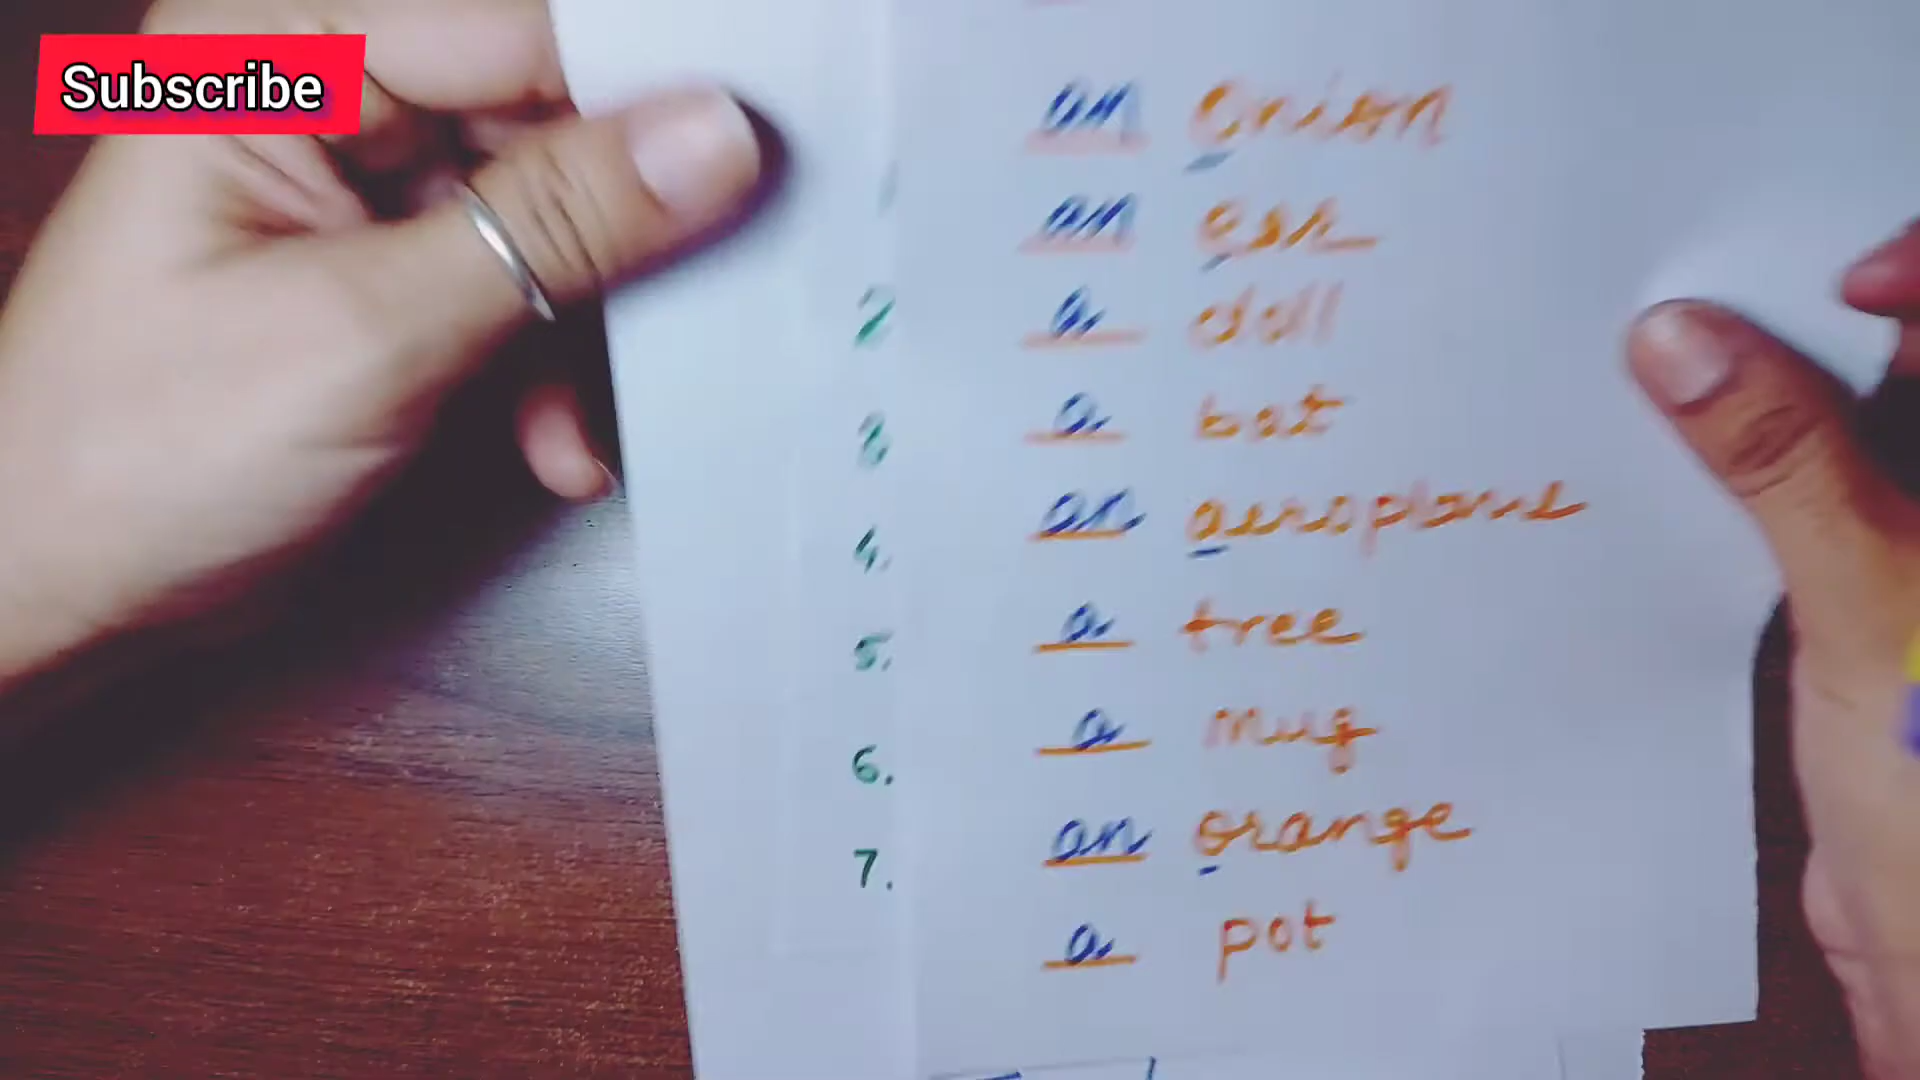 Subscribe
an onion
an
2 a doll
3 a bat
4. an aeroplane
5. a tree
6. a mug
7. an orange
a pot